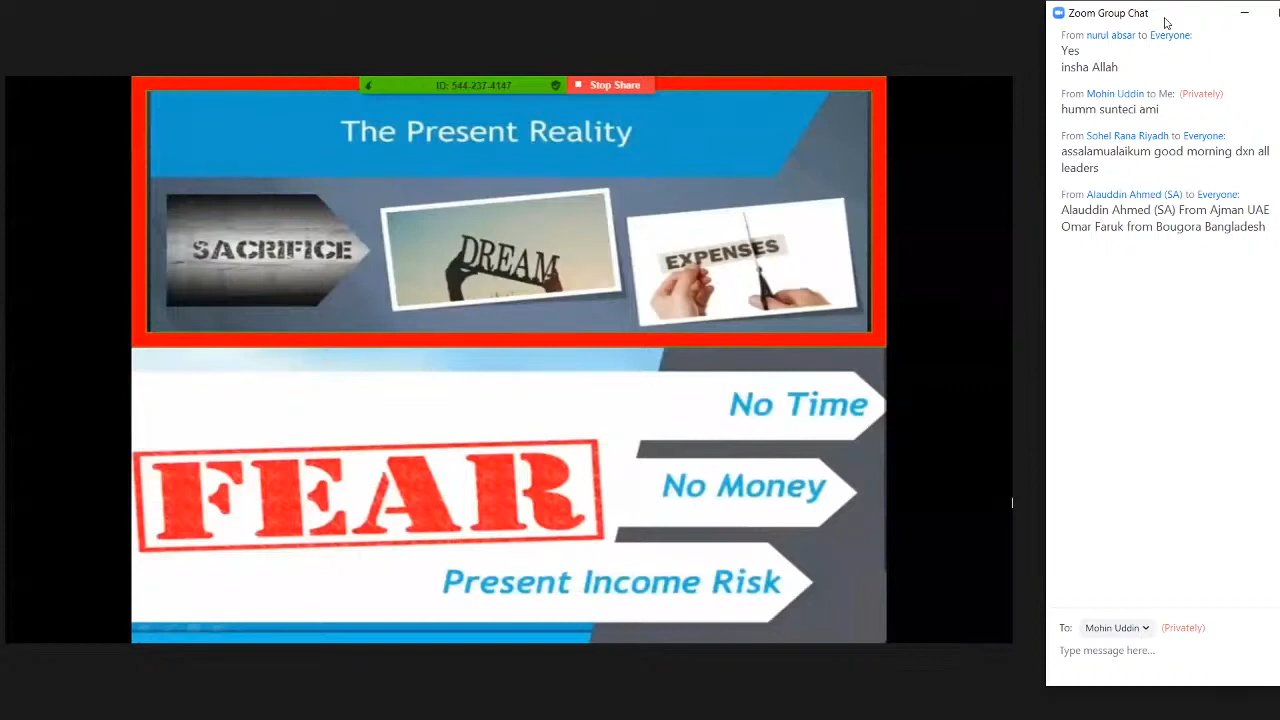 ID: 544-237-4147
Stop Share
The Present Reality
SACRIFICE
DREAM
EXPENSES
FEAR
No Time
No Money
Present Income Risk
Zoom Group Chat
From nurul absar to Everyone:
Yes
insha Allah
From Mohin Uddin to Me: (Privately)
humm sunteci ami
From Sohel Rana Riyadh to Everyone:
assalamualaikum good morning dxn all
leaders
From Alauddin Ahmed (SA) to Everyone:
Alauddin Ahmed (SA) From Ajman UAE
Omar Faruk from Bougora Bangladesh
To: Mohin Uddin (Privately)
Type message here...